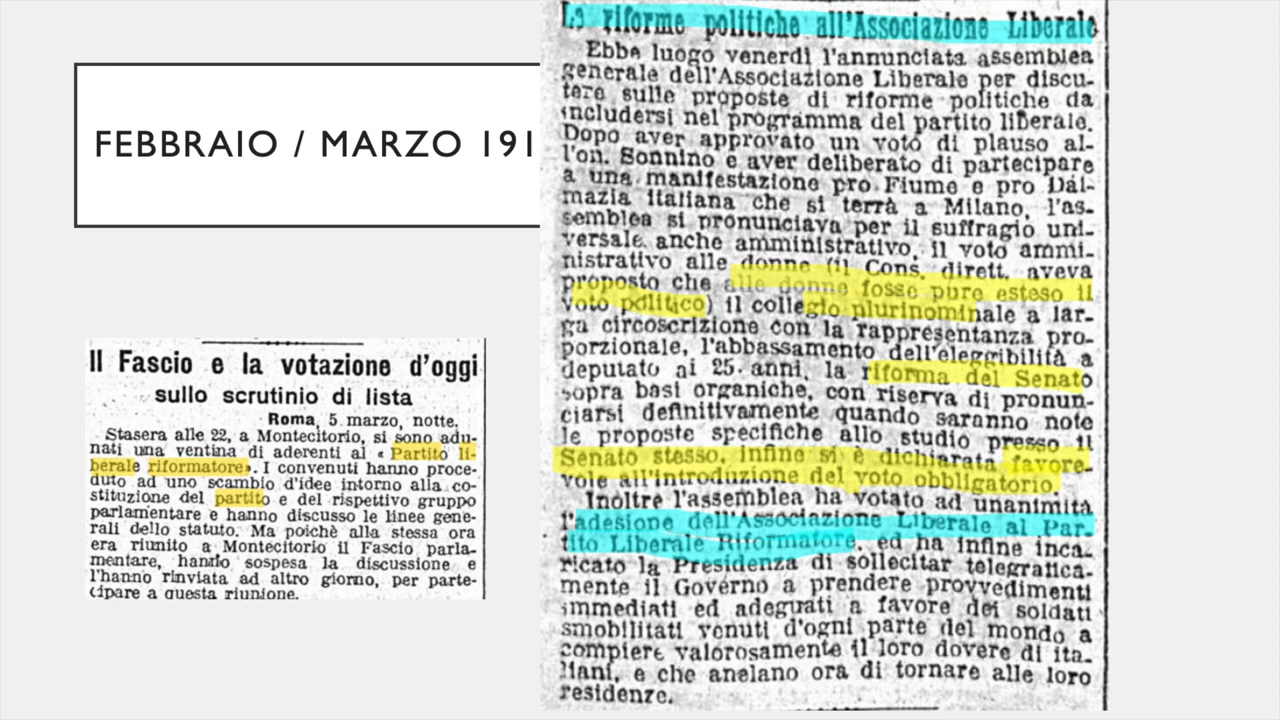 FEBBRAIO / MARZO 191
Il Fascio e la votazione d'oggi
sullo scrutinio di lista
Roma, 5 marzo, notte.
Stasera alle 22, a Montecitorio, si sono adu-
nati una ventina di aderenti al « Partito li-
berale riformatore». I convenuti hanno proce-
duto ad uno scambio d'idee intorno alla co-
stituzione del partito e del rispettivo gruppo
parlamentare e hanno discusso le linee gene-
rali dello statuto. Ma poichè alla stessa ora
era riunito a Montecitorio il Fascio parla-
mentare, hanno sospesa la discussione e
l'hanno rinviata ad altro giorno, per parte-
cipare a questa riunione.
Le riforme politiche all'Associazione Liberale
Ebbe luogo venerdì l'annunciata assemblea
generale dell'Associazione Liberale per discu-
tere sulle proposte di riforme politiche da
includersi nel programma del partito liberale.
Dopo aver approvato un voto di plauso al-
l'on. Sonnino e aver deliberato di partecipare
a una manifestazione pro Fiume e pro Dal-
mazia italiana che si terrà a Milano, l'as-
semblea si pronunciava per il suffragio uni-
versale anche amministrativo, il voto ammi-
nistrativo alle donne (il Cons. dirett. aveva
proposto che alle donne fosse pure esteso il
voto politico) il collegio plurinominale a lar-
ga circoscrizione con la rappresentanza pro-
porzionale, l'abbassamento dell'eleggibilità a
deputato ai 25 anni, la riforma del Senato
sopra basi organiche, con riserva di pronun-
ciarsi definitivamente quando saranno note
le proposte specifiche allo studio presso il
Senato stesso, infine si è dichiarata favore-
vole all'introduzione del voto obbligatorio.
Inoltre l'assemblea ha votato ad unanimità
l'adesione dell'Associazione Liberale al Par-
tito Liberale Riformatore, ed ha infine inca-
ricato la Presidenza di sollecitar telegrafica-
mente il Governo a prendere provvedimenti
immediati ed adeguati a favore dei soldati
smobilitati venuti d'ogni parte del mondo a
compiere valorosamente il loro dovere di ita-
liani, e che anelano ora di tornare alle loro
residenze.